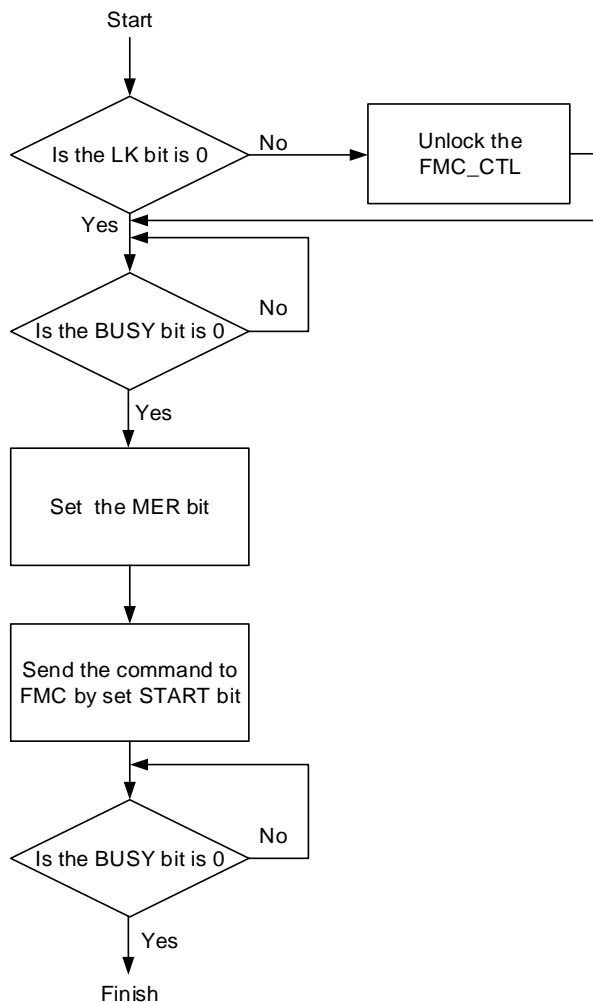 Start
Is the LK bit is 0
No
Unlock the
FMC_CTL
Yes
No
Is the BUSY bit is 0
Yes
Set the MER bit
Send the command to
FMC by set START bit
No
Is the BUSY bit is 0
Yes
Finish